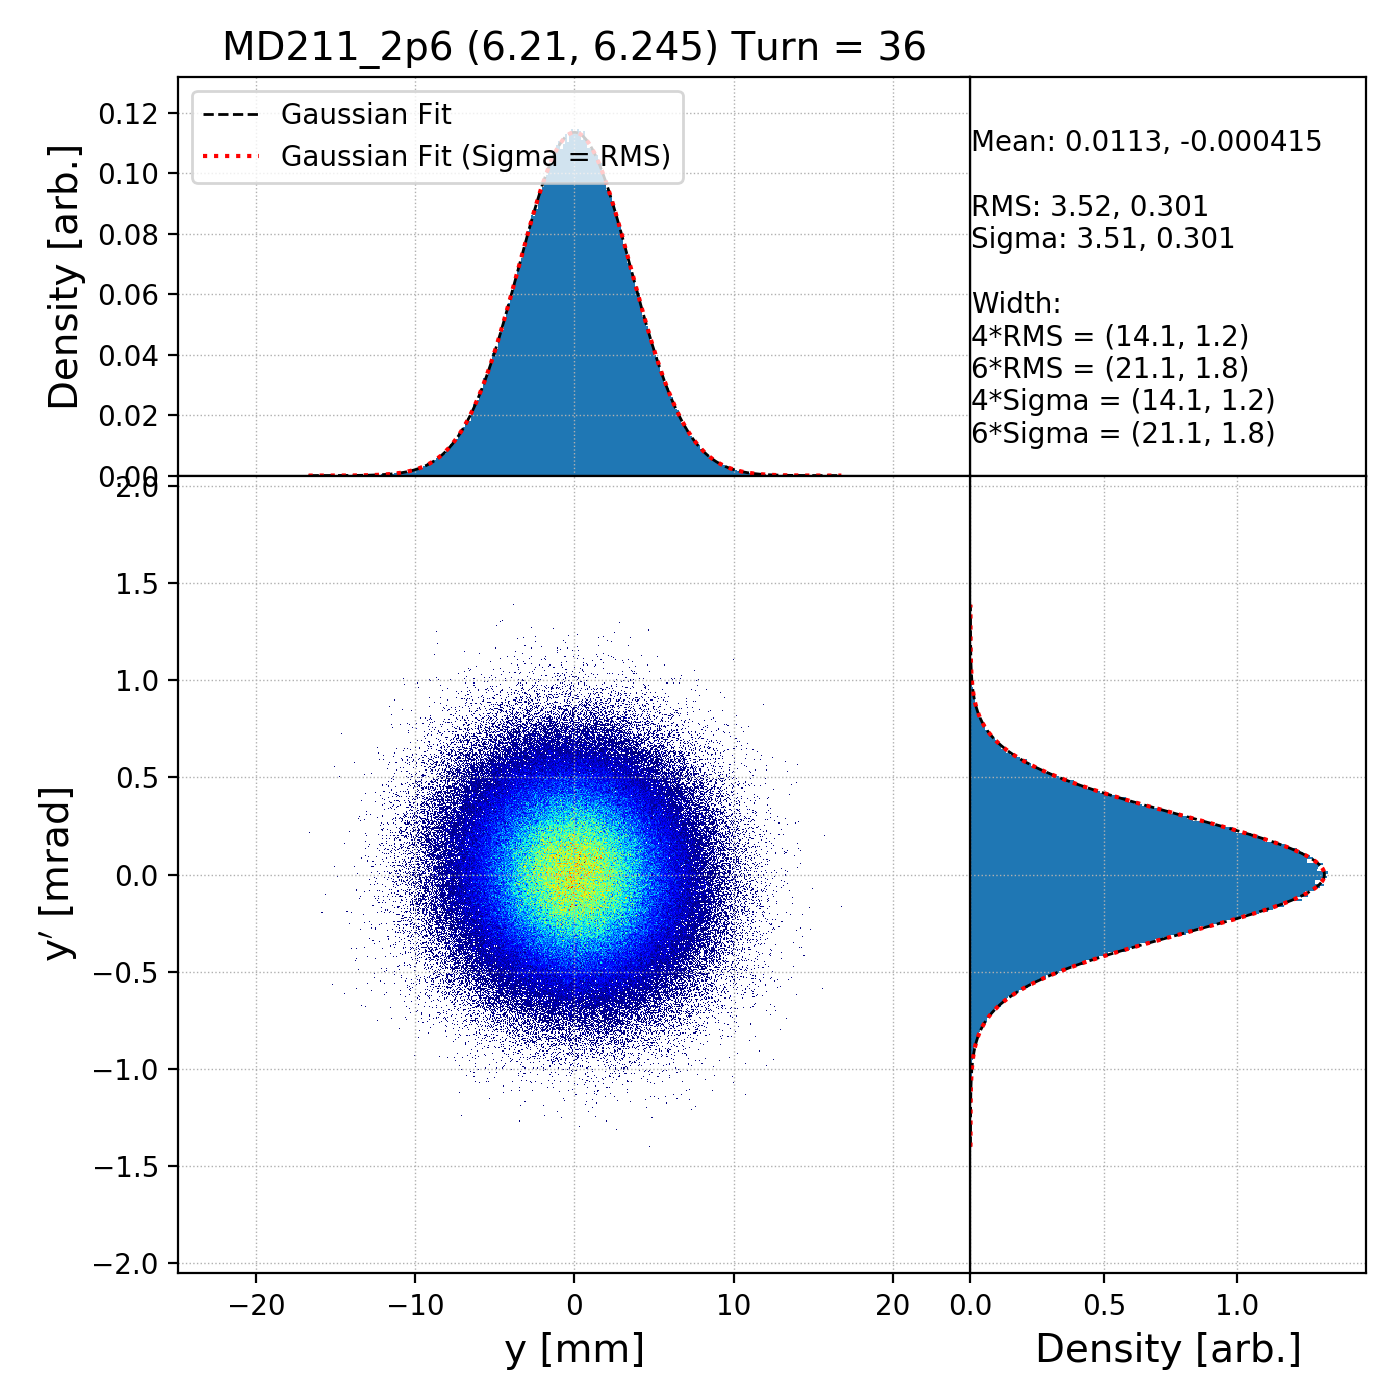 MD211_2p6 (6.21, 6.245) Turn = 36
Density [arb.]
0.12
0.10
0.08
0.06
0.04
0.02
0.00
Gaussian Fit
Gaussian Fit (Sigma = RMS)
Mean: 0.0113, -0.000415
RMS: 3.52, 0.301
Sigma: 3.51, 0.301
Width:
4*RMS = (14.1, 1.2)
6*RMS = (21.1, 1.8)
4*Sigma = (14.1, 1.2)
6*Sigma = (21.1, 1.8)
y′ [mrad]
2.0
1.5
1.0
0.5
0.0
−0.5
−1.0
−1.5
−2.0
−20 −10 0 10 20
y [mm]
0.0 0.5 1.0
Density [arb.]